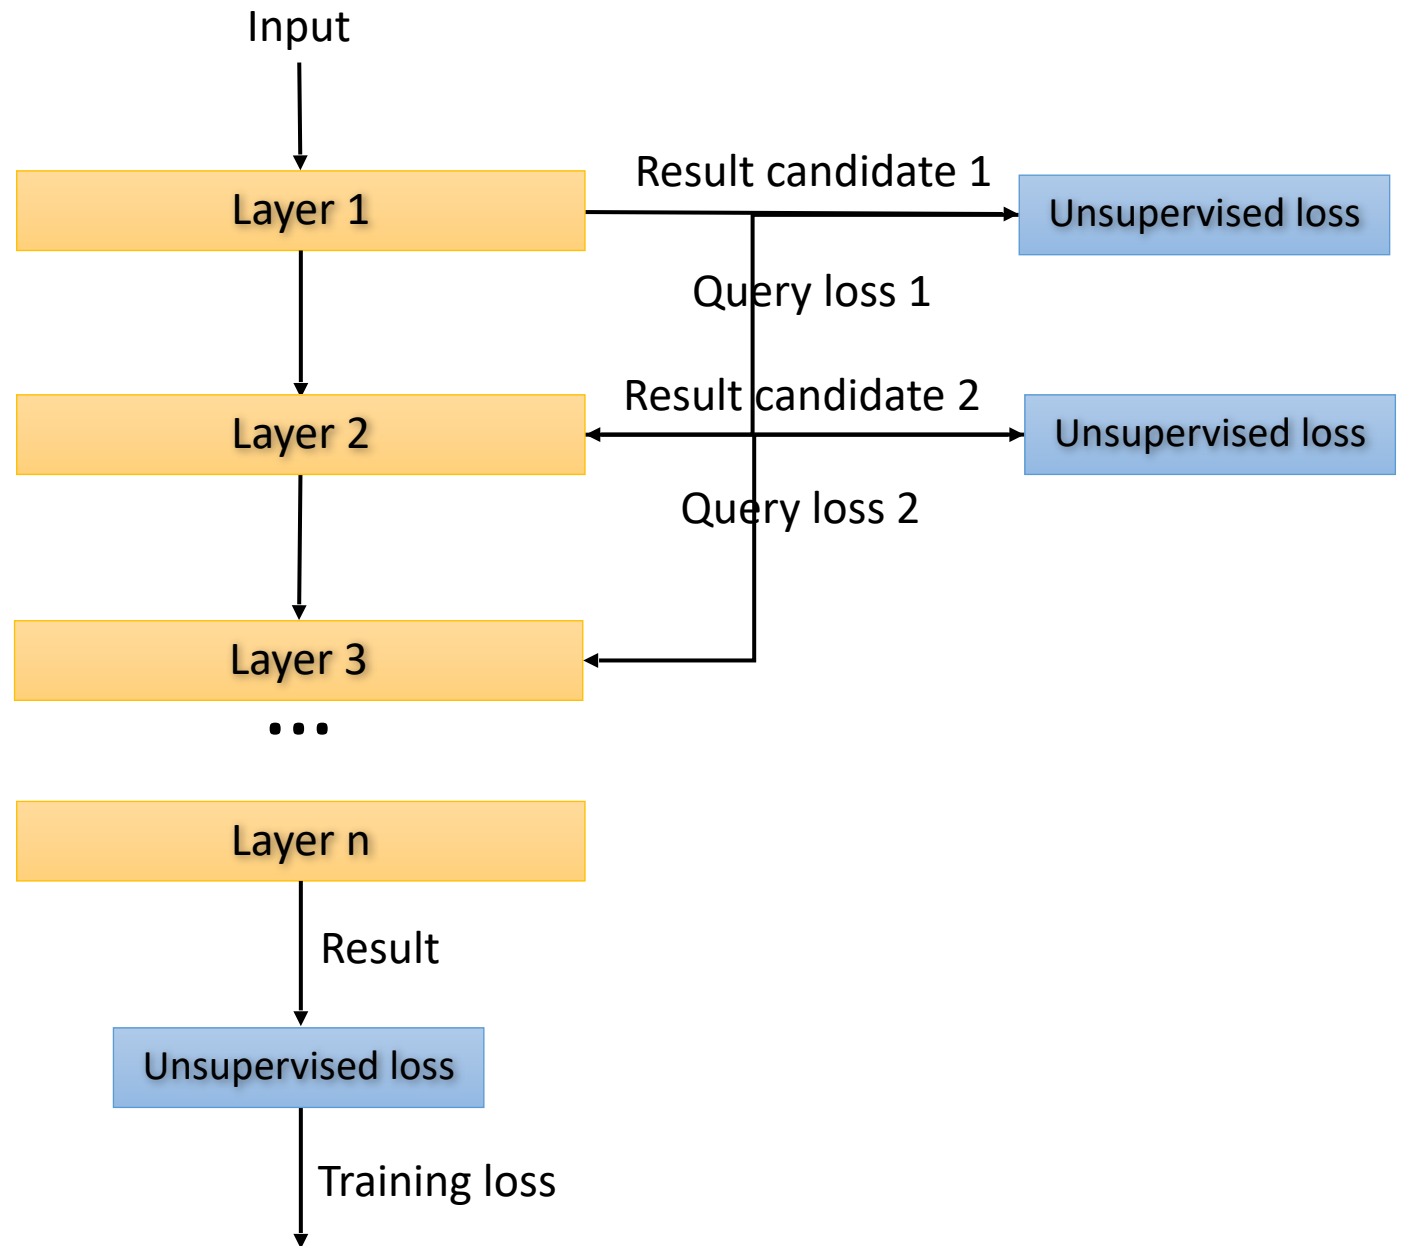 Input
Result candidate 1
Layer 1
Unsupervised loss
Query loss 1
Result candidate 2
Layer 2
Unsupervised loss
Query loss 2
Layer 3
...
Layer n
Result
Unsupervised loss
Training loss